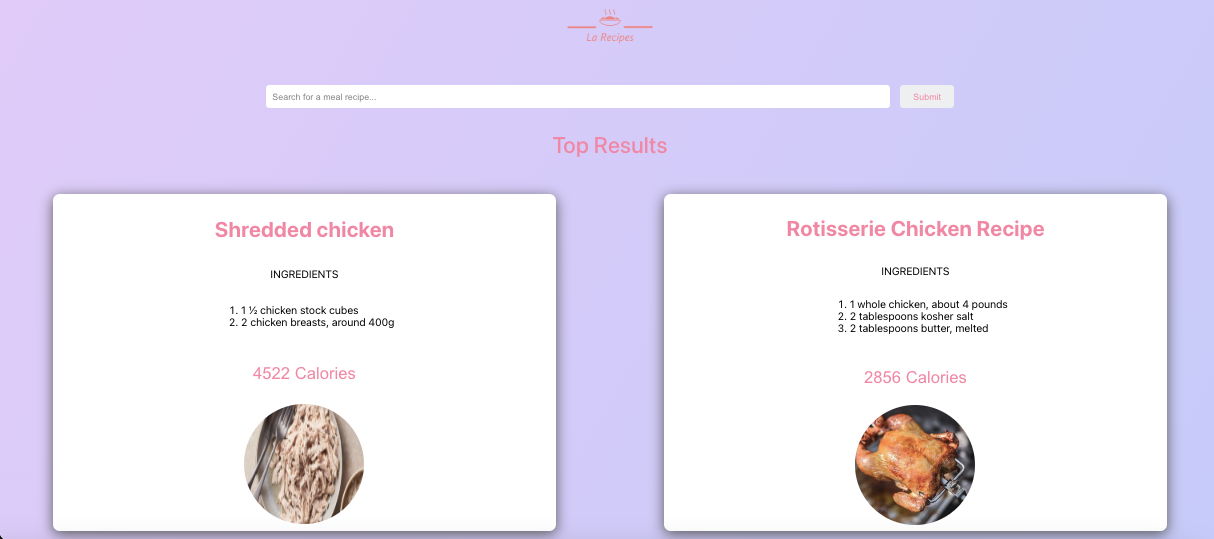 La Recipes
Search for a meal recipe...
Submit
Top Results
Shredded chicken
INGREDIENTS
1. 1 ½ chicken stock cubes
2. 2 chicken breasts, around 400g
4522 Calories
Rotisserie Chicken Recipe
INGREDIENTS
1. 1 whole chicken, about 4 pounds
2. 2 tablespoons kosher salt
3. 2 tablespoons butter, melted
2856 Calories